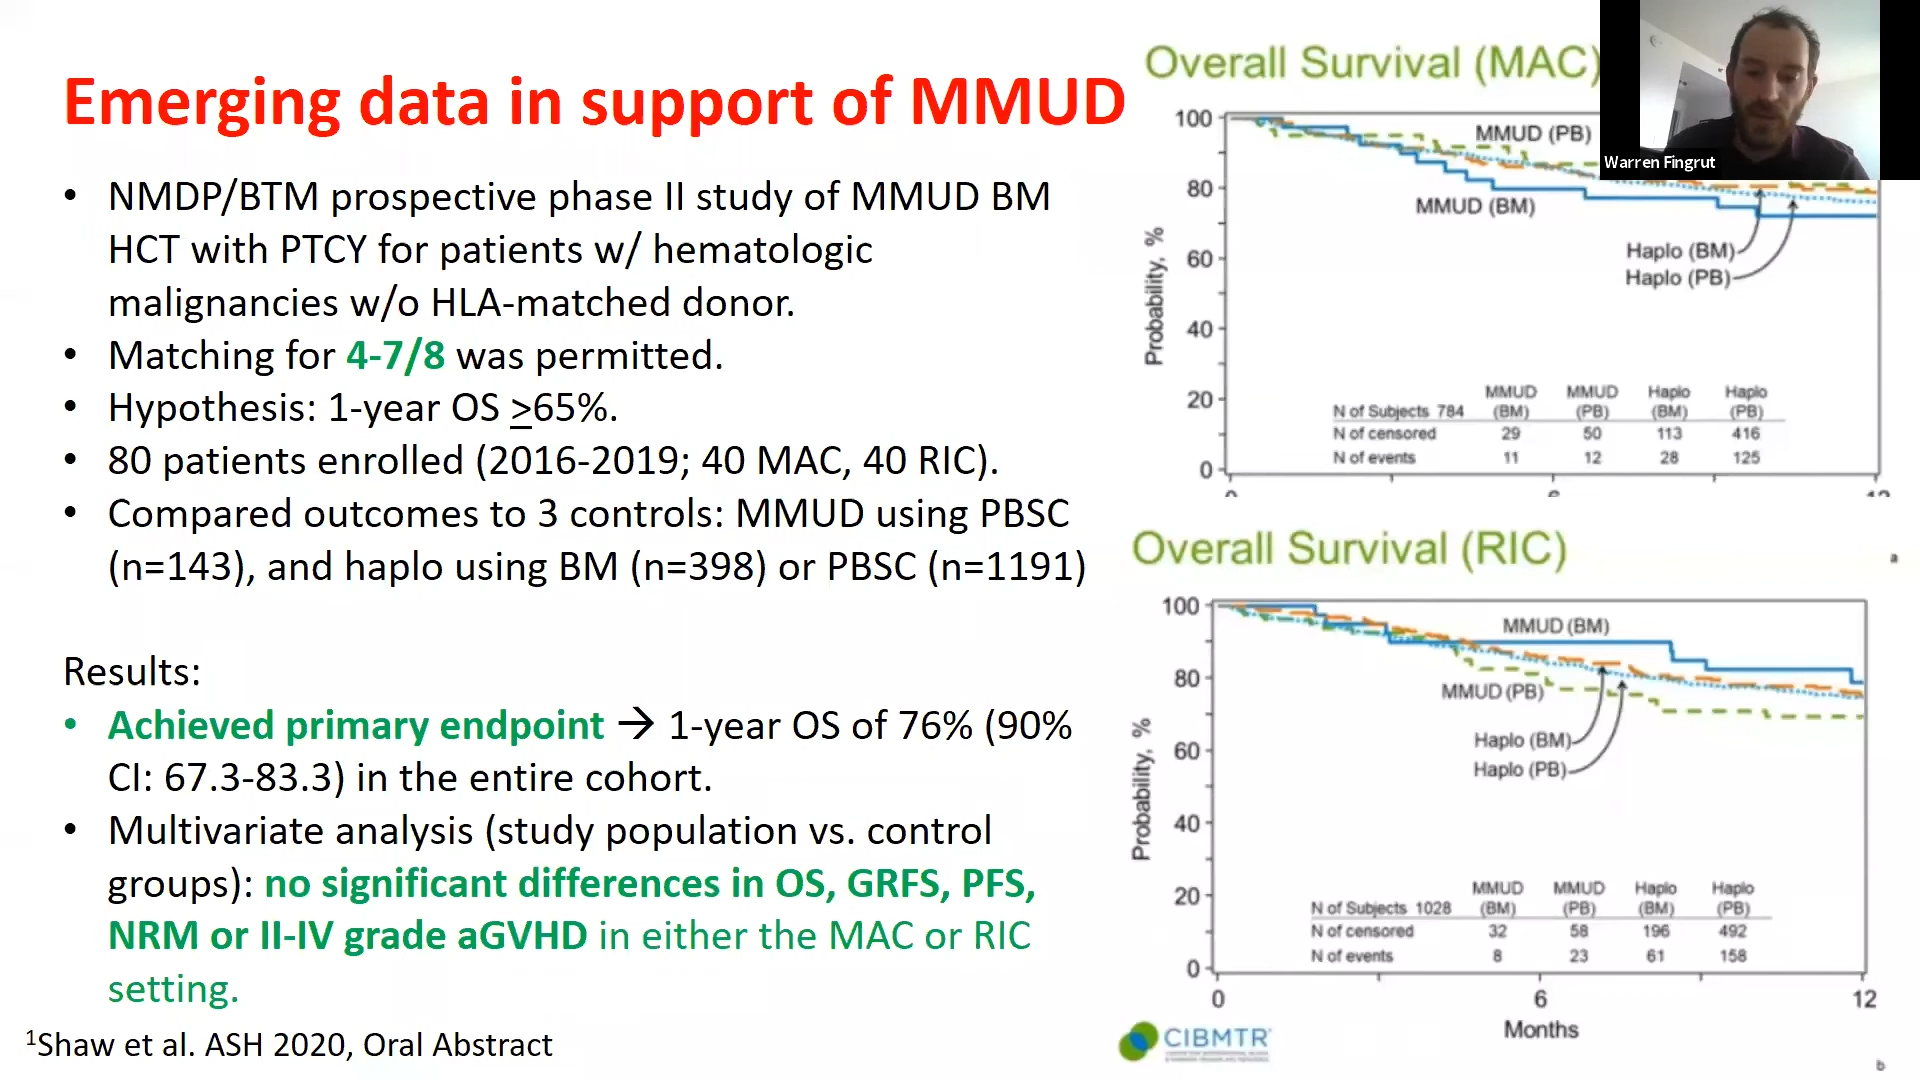 Emerging data in support of MMUD
• NMDP/BTM prospective phase II study of MMUD BM
HCT with PTCY for patients w/ hematologic
malignancies w/o HLA-matched donor.
• Matching for 4-7/8 was permitted.
• Hypothesis: 1-year OS >65%.
• 80 patients enrolled (2016-2019; 40 MAC, 40 RIC).
• Compared outcomes to 3 controls: MMUD using PBSC
(n=143), and haplo using BM (n=398) or PBSC (n=1191)
Results:
• Achieved primary endpoint → 1-year OS of 76% (90%
CI: 67.3-83.3) in the entire cohort.
• Multivariate analysis (study population vs. control
groups): no significant differences in OS, GRFS, PFS,
NRM or II-IV grade aGVHD in either the MAC or RIC
setting.
1Shaw et al. ASH 2020, Oral Abstract
Overall Survival (MAC)
Warren Fingrut
Probability, %
100
80
60
40
20
0
MMUD (PB)
MMUD (BM)
Haplo (BM)
Haplo (PB)
MMUD MMUD Haplo Haplo
N of Subjects 784 (BM) (PB) (BM) (PB)
N of censored 29 50 113 416
N of events 11 12 28 125
Overall Survival (RIC)
a
Probability, %
100
80
60
40
20
0
MMUD (BM)
MMUD (PB)
Haplo (BM)
Haplo (PB)
MMUD MMUD Haplo Haplo
N of Subjects 1028 (BM) (PB) (BM) (PB)
N of censored 32 58 196 492
N of events 8 23 61 158
0 6 12
Months
CIBMTR
b